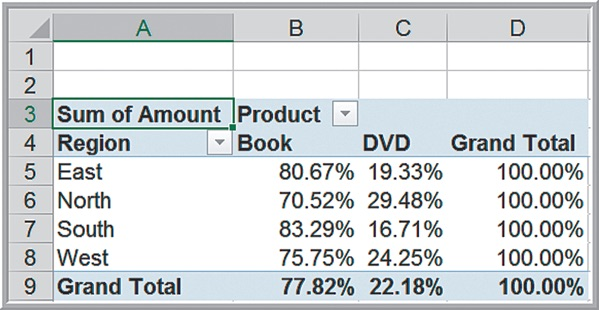 A B C D
1
2
3 Sum of Amount Product
4 Region Book DVD Grand Total
5 East 80.67% 19.33% 100.00%
6 North 70.52% 29.48% 100.00%
7 South 83.29% 16.71% 100.00%
8 West 75.75% 24.25% 100.00%
9 Grand Total 77.82% 22.18% 100.00%